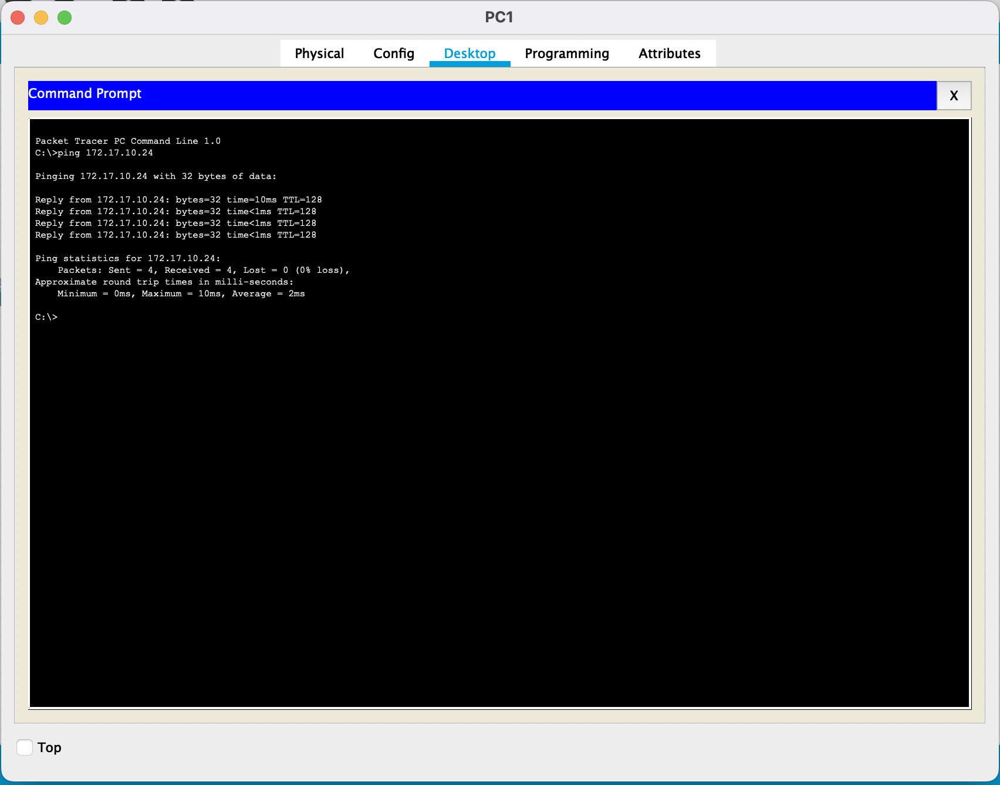 PC1
Physical Config Desktop Programming Attributes
Command Prompt X
Packet Tracer PC Command Line 1.0
C:\>ping 172.17.10.24
Pinging 172.17.10.24 with 32 bytes of data:
Reply from 172.17.10.24: bytes=32 time=10ms TTL=128
Reply from 172.17.10.24: bytes=32 time<1ms TTL=128
Reply from 172.17.10.24: bytes=32 time<1ms TTL=128
Reply from 172.17.10.24: bytes=32 time<1ms TTL=128
Ping statistics for 172.17.10.24:
    Packets: Sent = 4, Received = 4, Lost = 0 (0% loss),
Approximate round trip times in milli-seconds:
    Minimum = 0ms, Maximum = 10ms, Average = 2ms
C:\>
Top